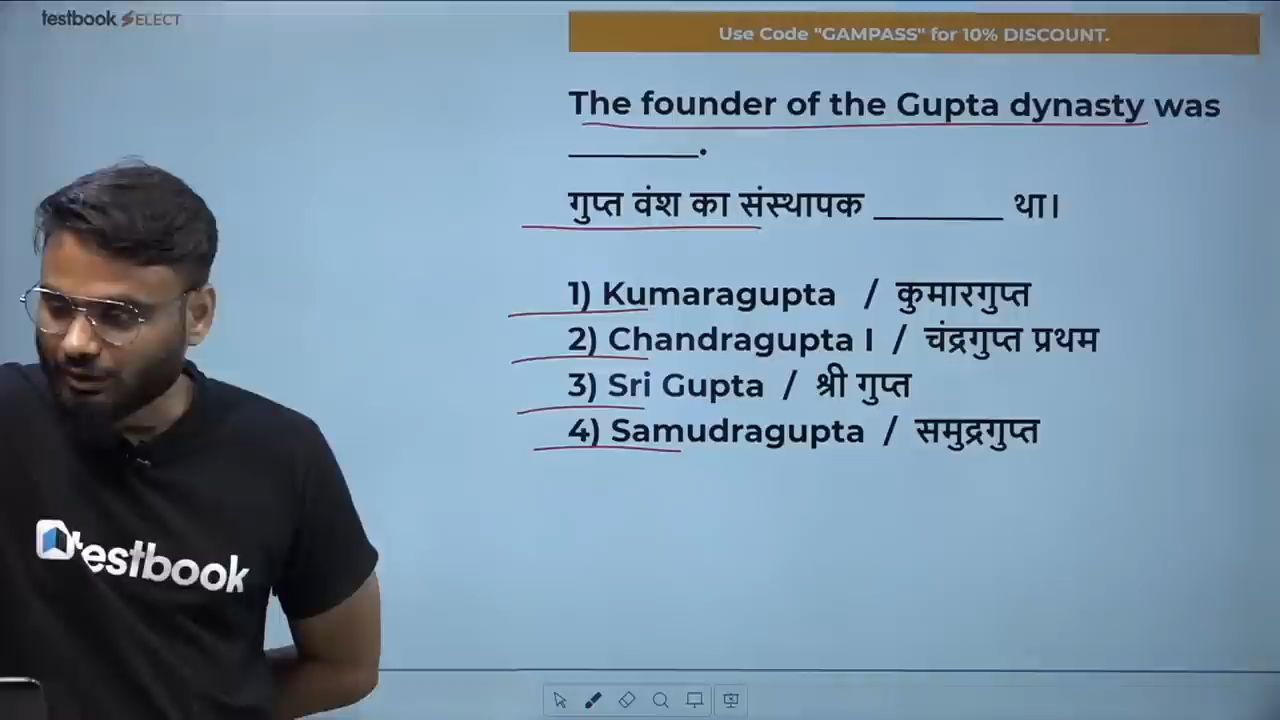 testbook SELECT
Use Code "GAMPASS" for 10% DISCOUNT.
The founder of the Gupta dynasty was
________.
गुप्त वंश का संस्थापक ________ था।
1) Kumaragupta / कुमारगुप्त
2) Chandragupta I / चंद्रगुप्त प्रथम
3) Sri Gupta / श्री गुप्त
4) Samudragupta / समुद्रगुप्त
testbook